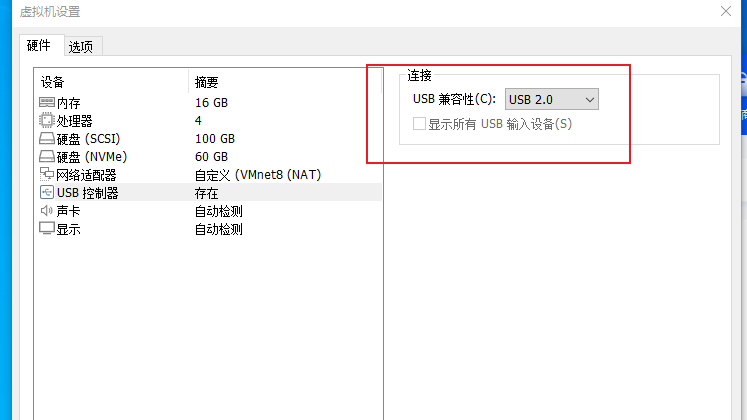 虚拟机设置
硬件 选项
设备 摘要
内存 16 GB
处理器 4
硬盘 (SCSI) 100 GB
硬盘 (NVMe) 60 GB
网络适配器 自定义 (VMnet8 (NAT)
USB 控制器 存在
声卡 自动检测
显示 自动检测
连接
USB 兼容性(C): USB 2.0
显示所有 USB 输入设备(S)